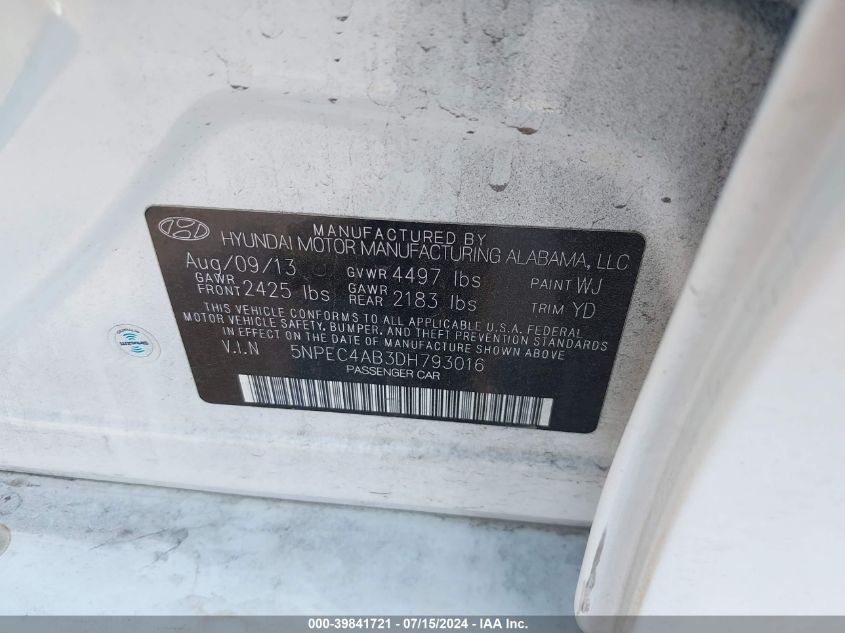 MANUFACTURED BY
HYUNDAI MOTOR MANUFACTURING ALABAMA, LLC
Aug/09/13 GVWR 4497 lbs PAINT WJ
GAWR FRONT 2425 lbs GAWR REAR 2183 lbs TRIM YD
THIS VEHICLE CONFORMS TO ALL APPLICABLE U.S.A. FEDERAL
MOTOR VEHICLE SAFETY, BUMPER, AND THEFT PREVENTION STANDARDS
IN EFFECT ON THE DATE OF MANUFACTURE SHOWN ABOVE
V.I.N 5NPEC4AB3DH793016
PASSENGER CAR
000-39841721 - 07/15/2024 - IAA Inc.